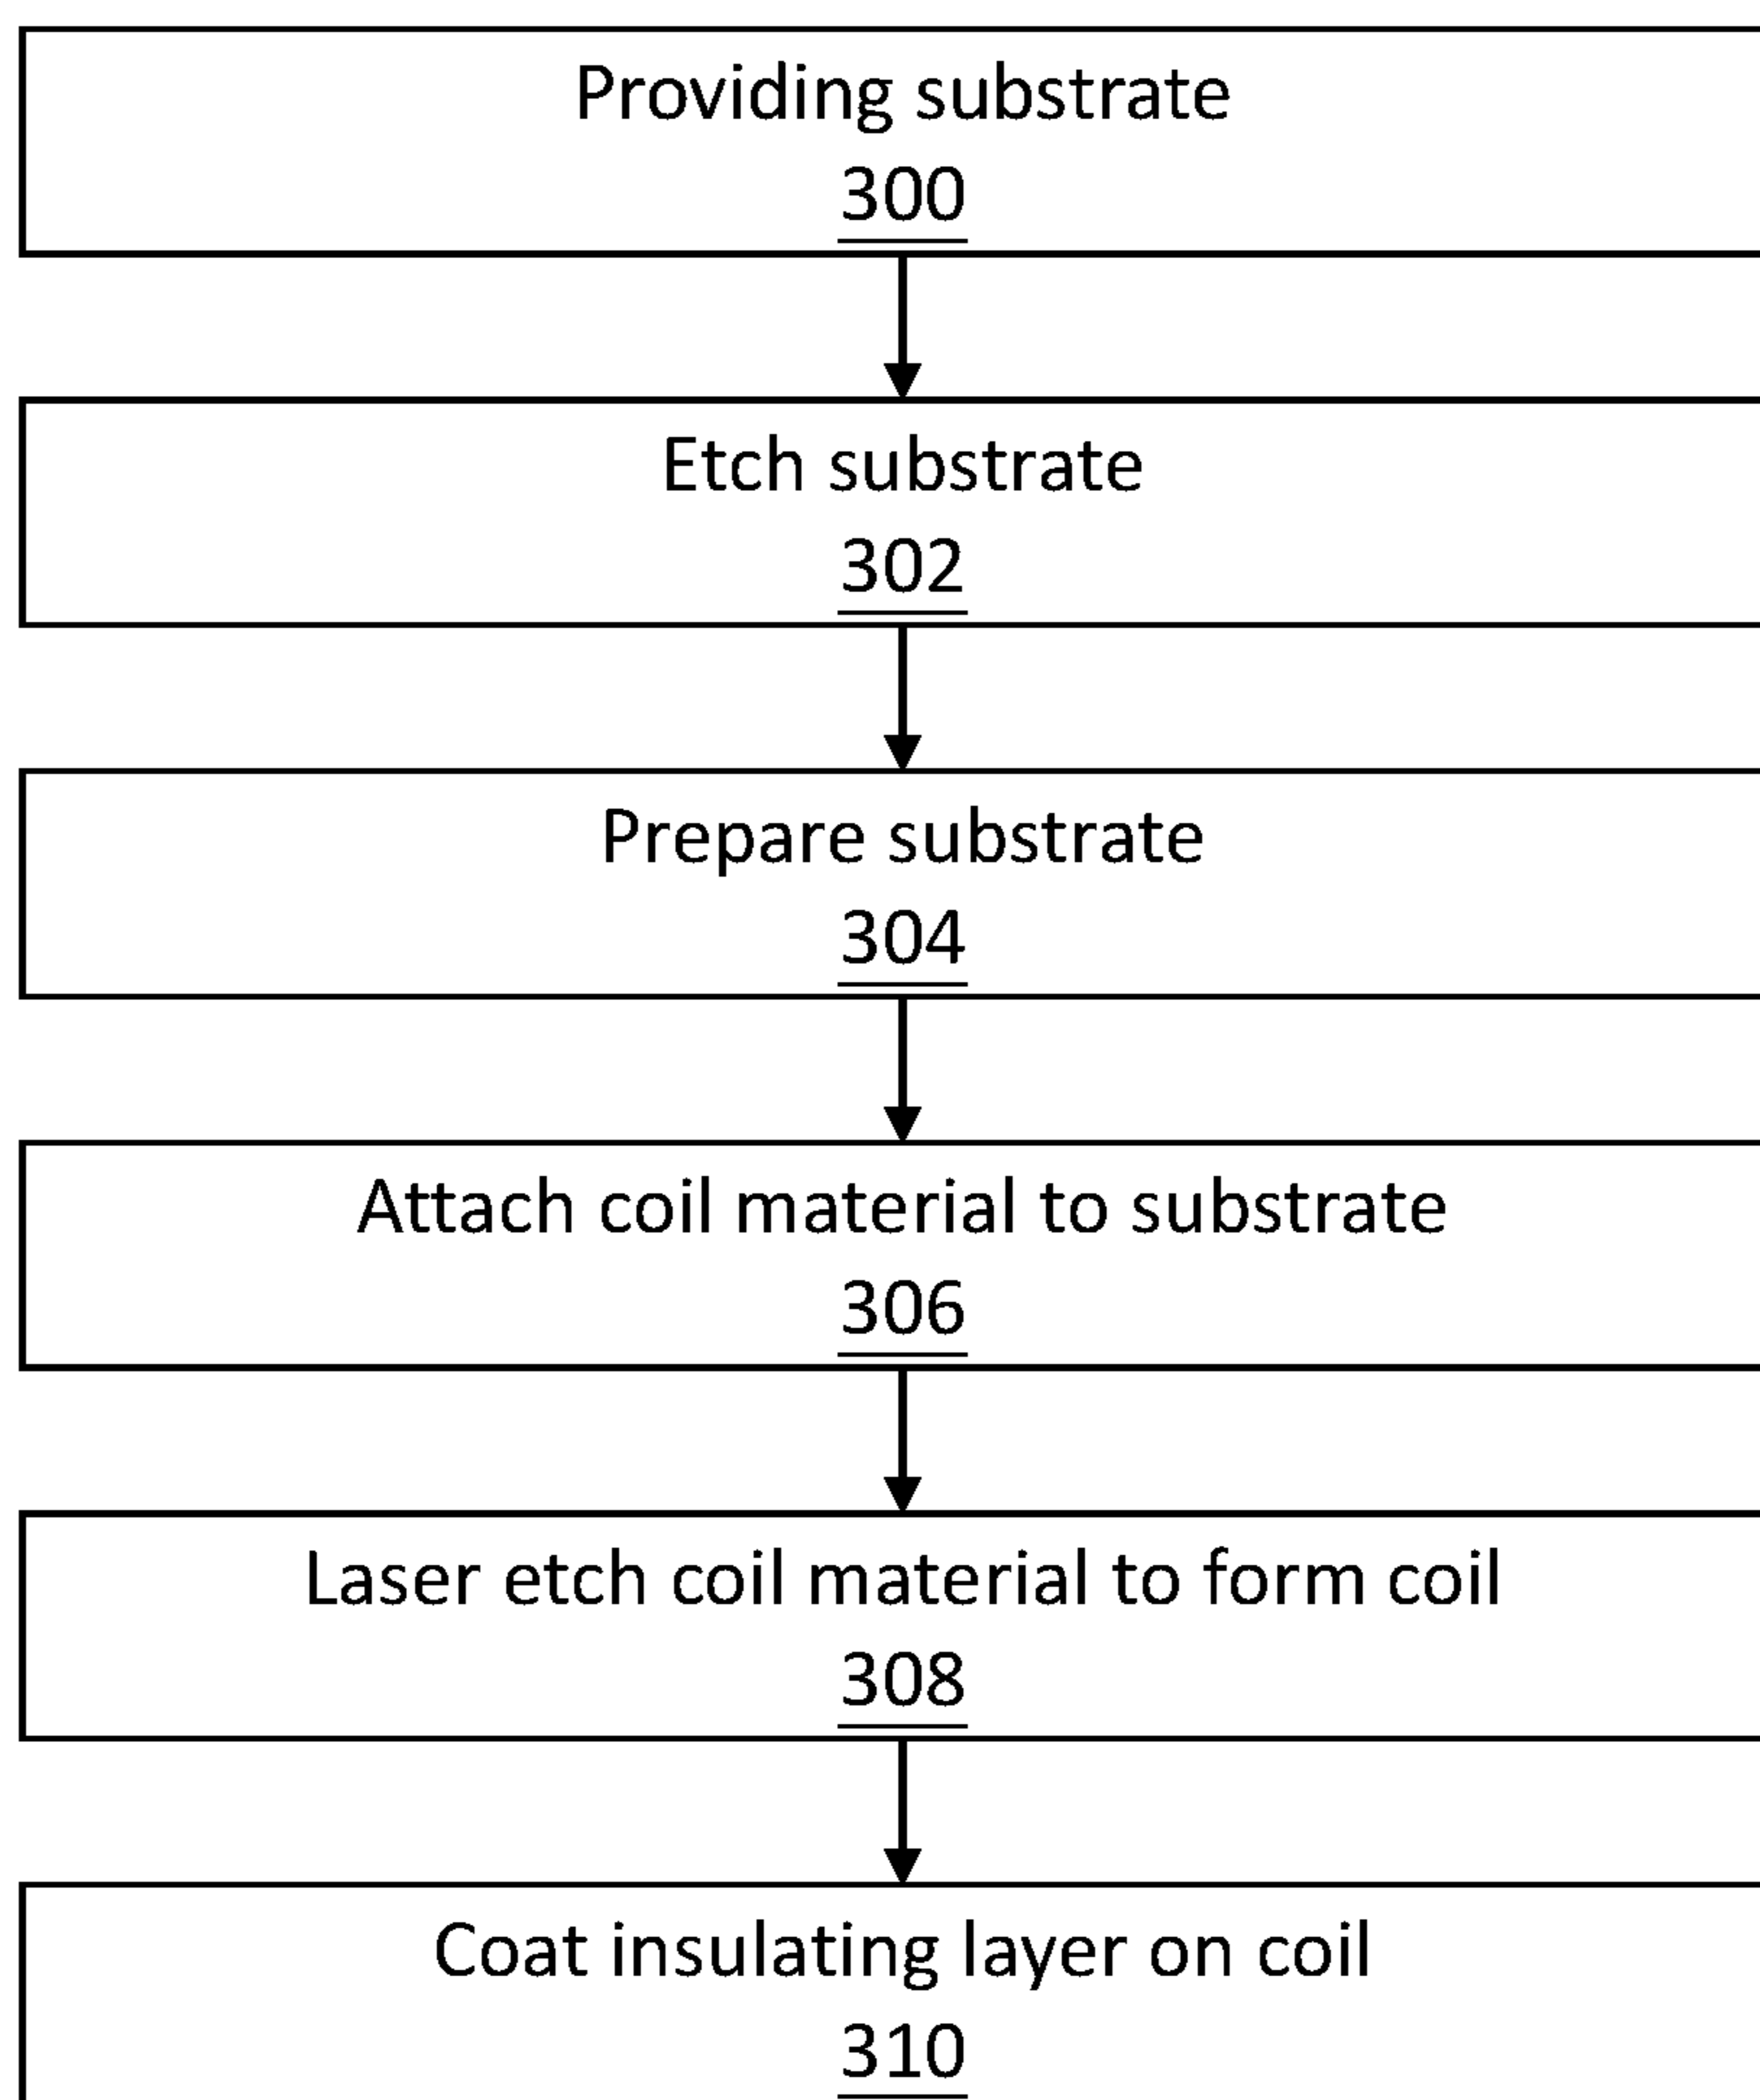 Providing substrate
300
Etch substrate
302
Prepare substrate
304
Attach coil material to substrate
306
Laser etch coil material to form coil
308
Coat insulating layer on coil
310